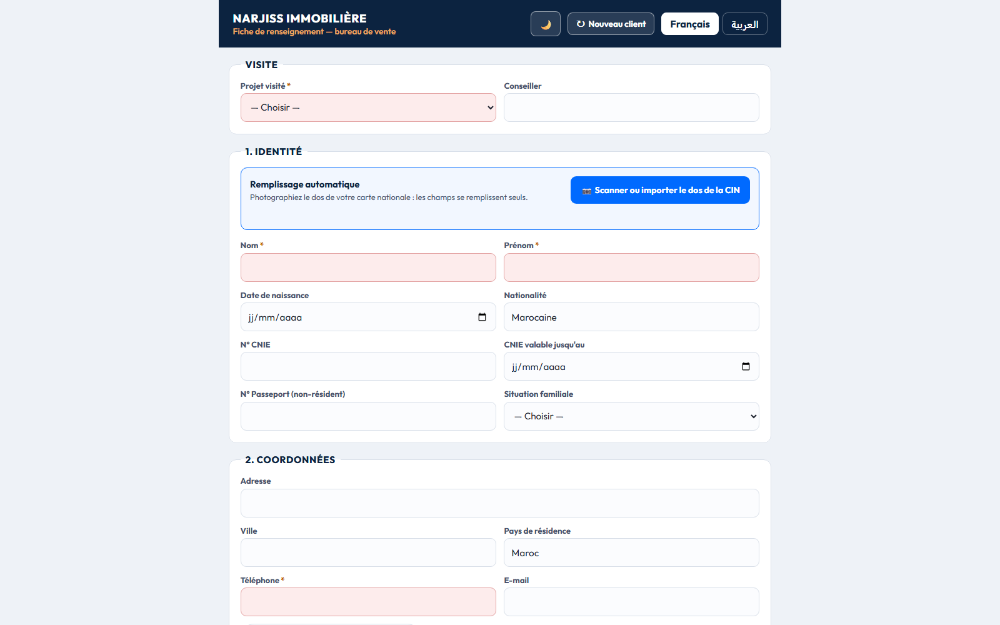 NARJISS IMMOBILIÈRE
Fiche de renseignement — bureau de vente
↻ Nouveau client
Français
العربية
VISITE
Projet visité *
Conseiller
— Choisir —
1. IDENTITÉ
Remplissage automatique
Photographiez le dos de votre carte nationale : les champs se remplissent seuls.
Scanner ou importer le dos de la CIN
Nom *
Prénom *
Date de naissance
Nationalité
jj/mm/aaaa
Marocaine
N° CNIE
CNIE valable jusqu'au
jj/mm/aaaa
N° Passeport (non-résident)
Situation familiale
— Choisir —
2. COORDONNÉES
Adresse
Ville
Pays de résidence
Maroc
Téléphone *
E-mail